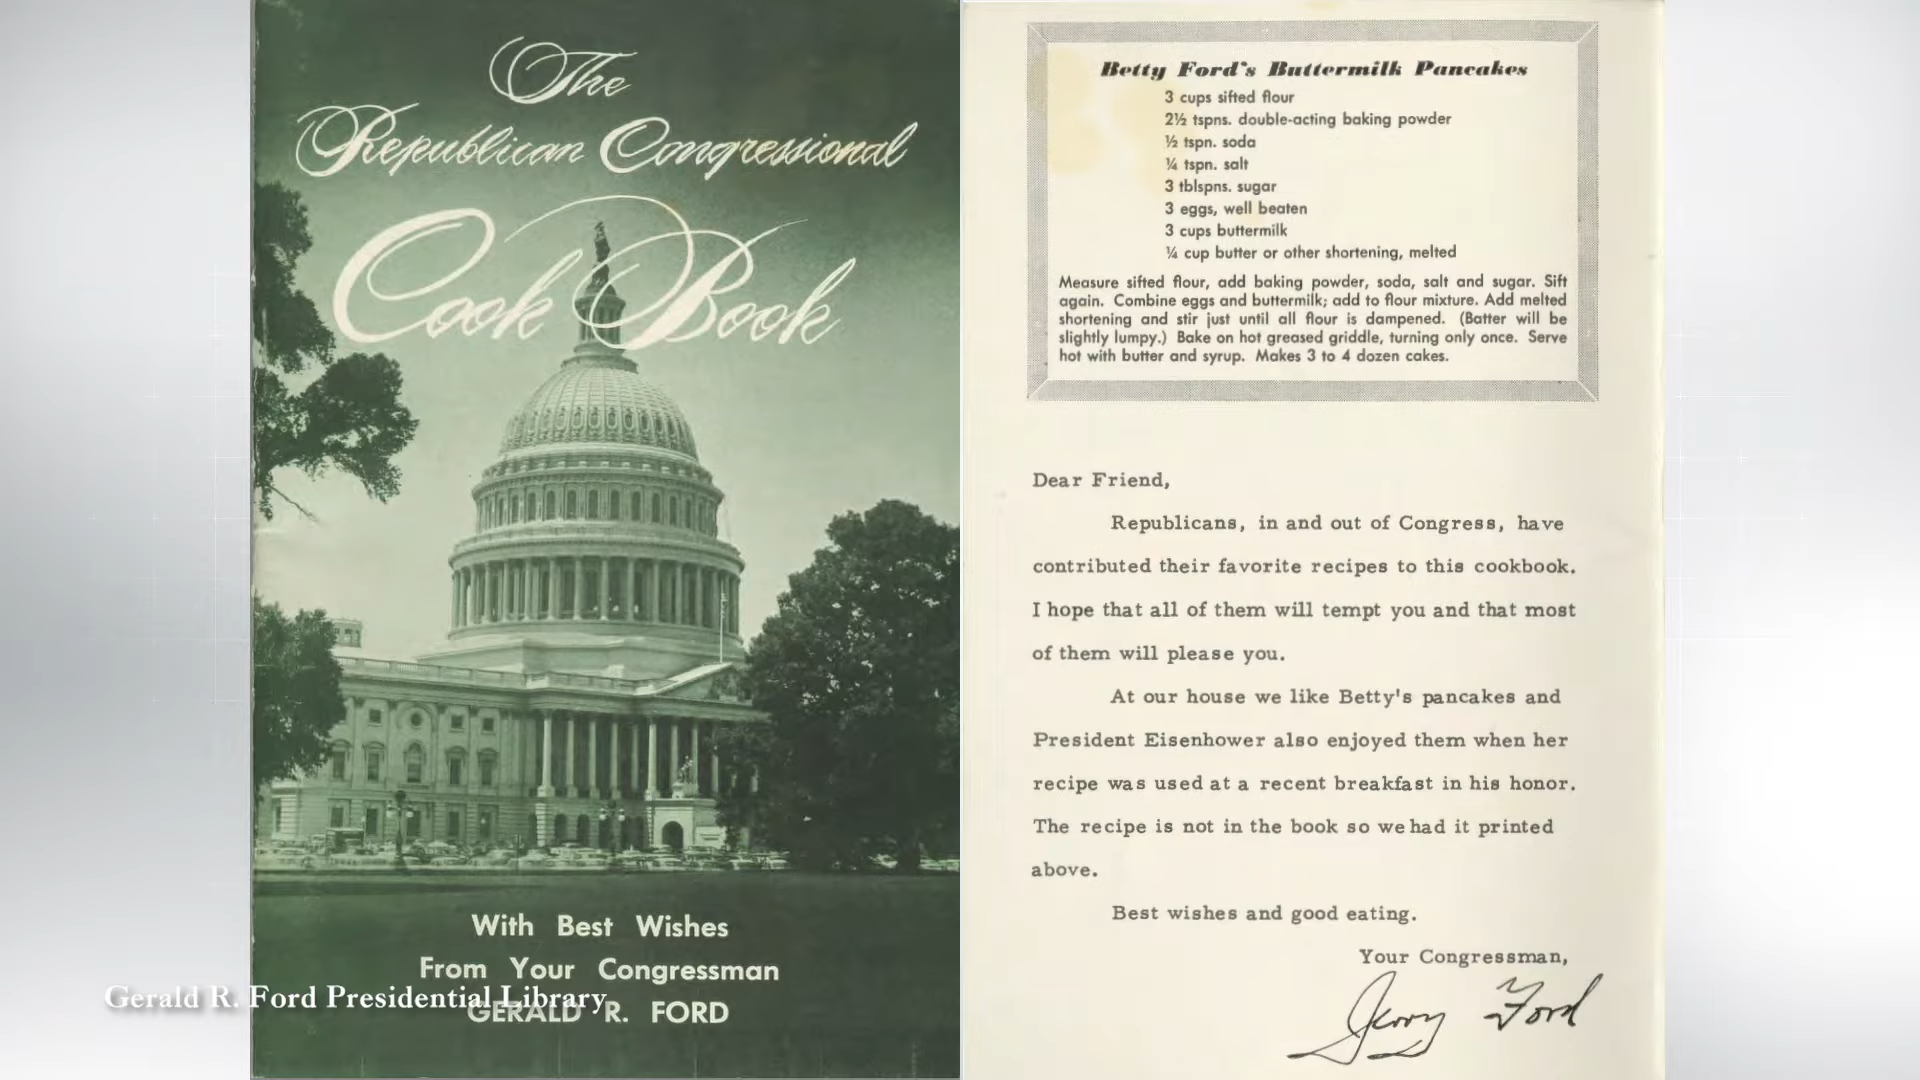 The
Republican Congressional
Cook Book
With Best Wishes
From Your Congressman
GERALD R. FORD
Gerald R. Ford Presidential Library
Betty Ford's Buttermilk Pancakes
3 cups sifted flour
2½ tspns. double-acting baking powder
½ tspn. soda
¼ tspn. salt
3 tblspns. sugar
3 eggs, well beaten
3 cups buttermilk
¼ cup butter or other shortening, melted
Measure sifted flour, add baking powder, soda, salt and sugar. Sift
again. Combine eggs and buttermilk; add to flour mixture. Add melted
shortening and stir just until all flour is dampened. (Batter will be
slightly lumpy.) Bake on hot greased griddle, turning only once. Serve
hot with butter and syrup. Makes 3 to 4 dozen cakes.
Dear Friend,
Republicans, in and out of Congress, have
contributed their favorite recipes to this cookbook.
I hope that all of them will tempt you and that most
of them will please you.
At our house we like Betty's pancakes and
President Eisenhower also enjoyed them when her
recipe was used at a recent breakfast in his honor.
The recipe is not in the book so we had it printed
above.
Best wishes and good eating.
Your Congressman,
Jerry Ford